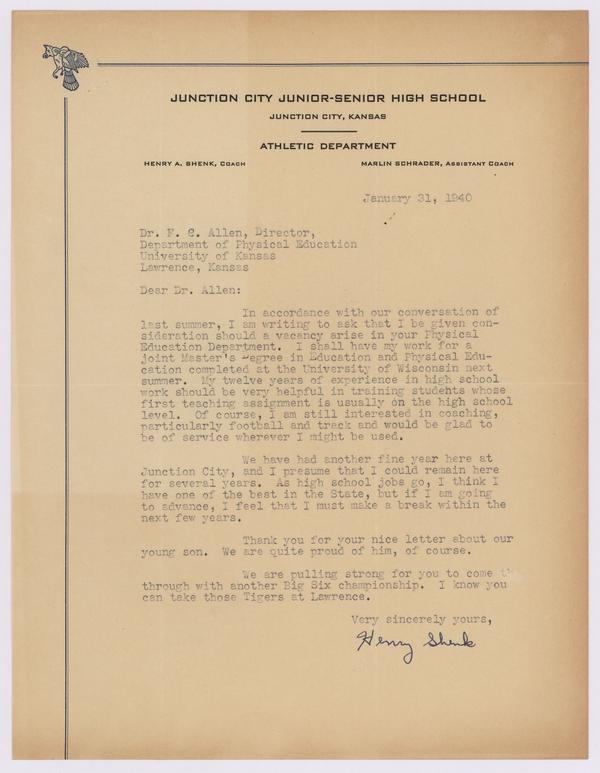 JUNCTION CITY JUNIOR-SENIOR HIGH SCHOOL
JUNCTION CITY, KANSAS
ATHLETIC DEPARTMENT
HENRY A. SHENK, COACH
MARLIN SCHRADER, ASSISTANT COACH
January 31, 1940
Dr. F. C. Allen, Director,
Department of Physical Education
University of Kansas
Lawrence, Kansas
Dear Dr. Allen:
In accordance with our conversation of
last summer, I am writing to ask that I be given con-
sideration should a vacancy arise in your Physical
Education Department. I shall have my work for a
joint Master's Degree in Education and Physical Edu-
cation completed at the University of Wisconsin next
summer. My twelve years of experience in high school
work should be very helpful in training students whose
first teaching assignment is usually on the high school
level. Of course, I am still interested in coaching,
particularly football and track and would be glad to
be of service wherever I might be used.
We have had another fine year here at
Junction City, and I presume that I could remain here
for several years. As high school jobs go, I think I
have one of the best in the State, but if I am going
to advance, I feel that I must make a break within the
next few years.
Thank you for your nice letter about our
young son. We are quite proud of him, of course.
We are pulling strong for you to come
through with another Big Six championship. I know you
can take those Tigers at Lawrence.
Very sincerely yours,
Henry Shenk